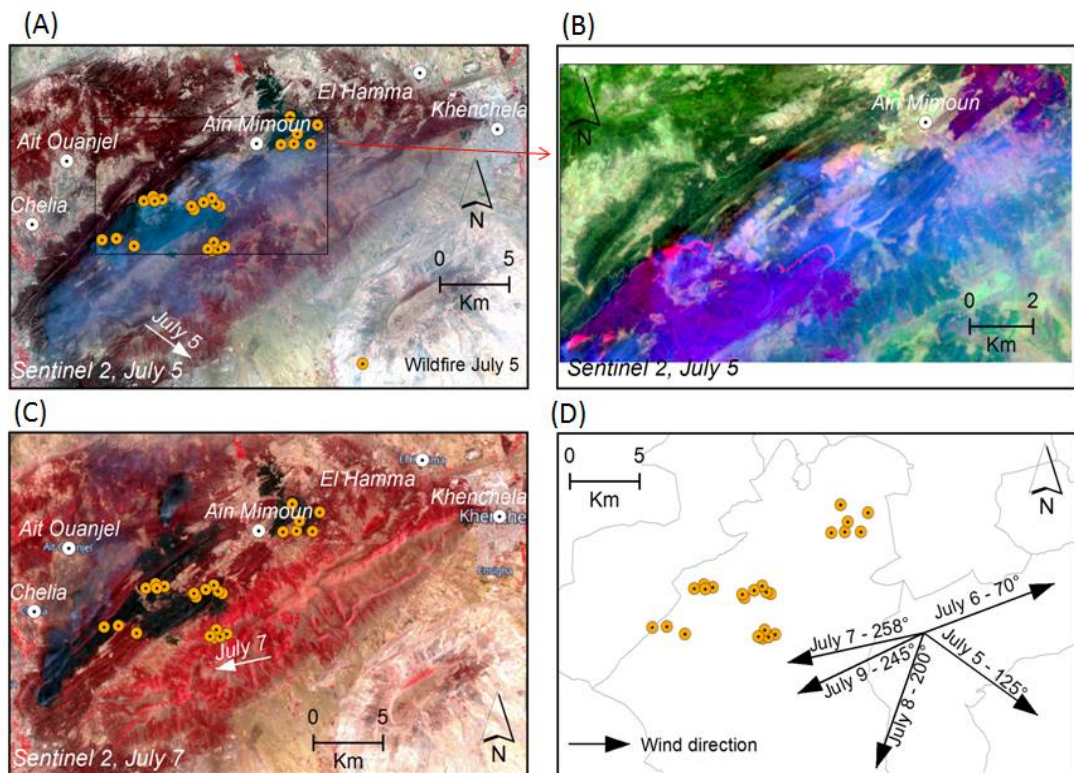 (A)
El Hamma
Khenchela
Ain Mimoun
Ait Ouanjel
Chelia
N
0 5
Km
July 5
Wildfire July 5
Sentinel 2, July 5
(B)
N
Ain Mimoun
0 2
Km
Sentinel 2, July 5
(C)
El Hamma
Khenchela
Ain Mimoun
Ait Ouanjel
Chelia
July 7
0 5
Km
N
Sentinel 2, July 7
(D)
0 5
Km
N
July 6 - 70°
July 7 - 258°
July 9 - 245°
July 8 - 200°
July 5 - 125°
Wind direction